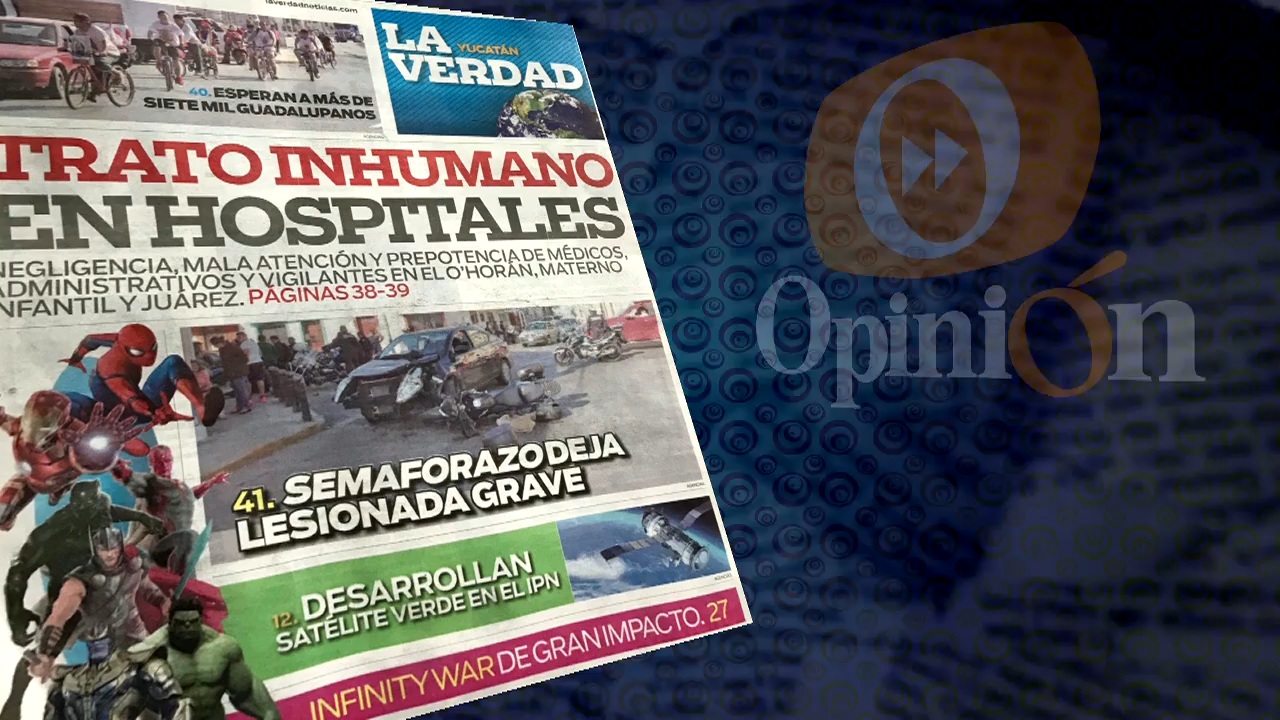 laverdadnoticias.com
40. ESPERAN A MÁS DE
SIETE MIL GUADALUPANOS
LA
YUCATÁN
VERDAD
TRATO INHUMANO
EN HOSPITALES
NEGLIGENCIA, MALA ATENCIÓN Y PREPOTENCIA DE MÉDICOS,
ADMINISTRATIVOS Y VIGILANTES EN EL O'HORÁN, MATERNO
INFANTIL Y JUÁREZ. PÁGINAS 38-39
41. SEMAFORAZO DEJA
LESIONADA GRAVE
12. DESARROLLAN
SATÉLITE VERDE EN EL IPN
INFINITY WAR DE GRAN IMPACTO. 27
Opinión